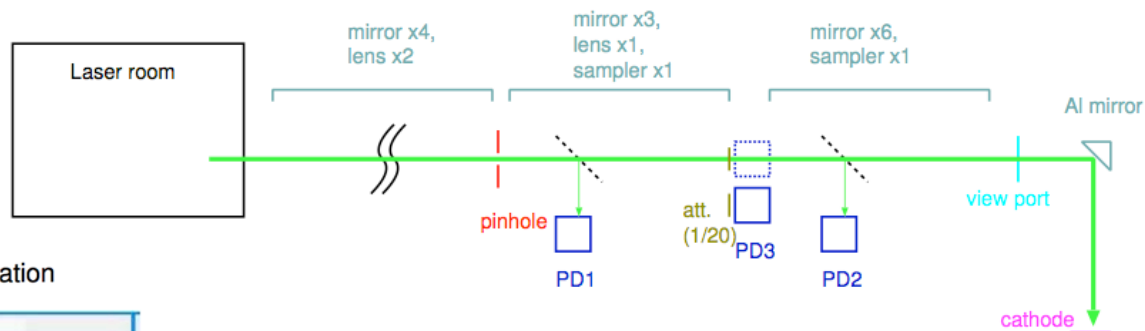 mirror x4,
lens x2
mirror x3,
lens x1,
sampler x1
mirror x6,
sampler x1
Laser room
Al mirror
pinhole
PD1
att.
(1/20)
PD3
PD2
view port
ation
cathode